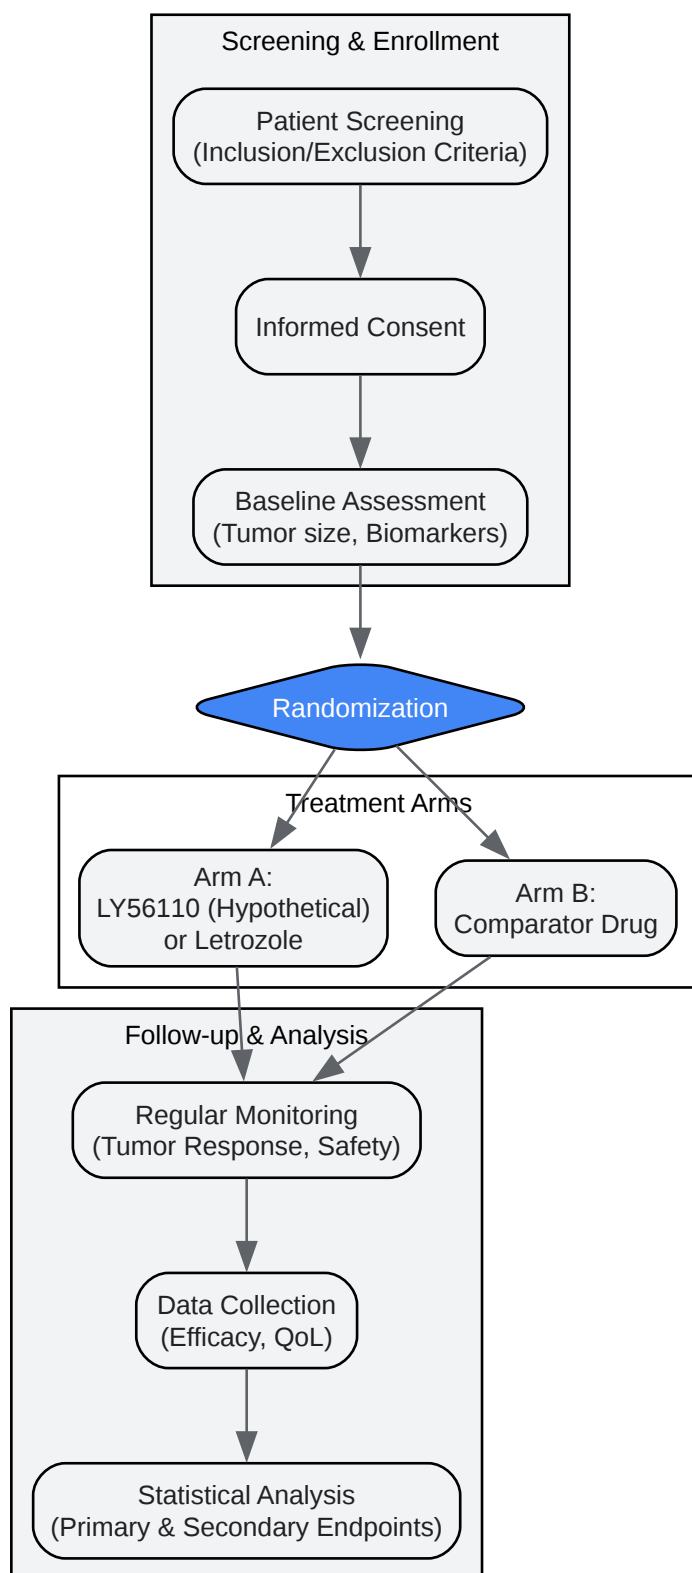 Screening & Enrollment
Patient Screening
(Inclusion/Exclusion Criteria)
Informed Consent
Baseline Assessment
(Tumor size, Biomarkers)
Randomization
Treatment Arms
Arm A:
LY56110 (Hypothetical)
or Letrozole
Arm B:
Comparator Drug
Follow-up & Analysis
Regular Monitoring
(Tumor Response, Safety)
Data Collection
(Efficacy, QoL)
Statistical Analysis
(Primary & Secondary Endpoints)